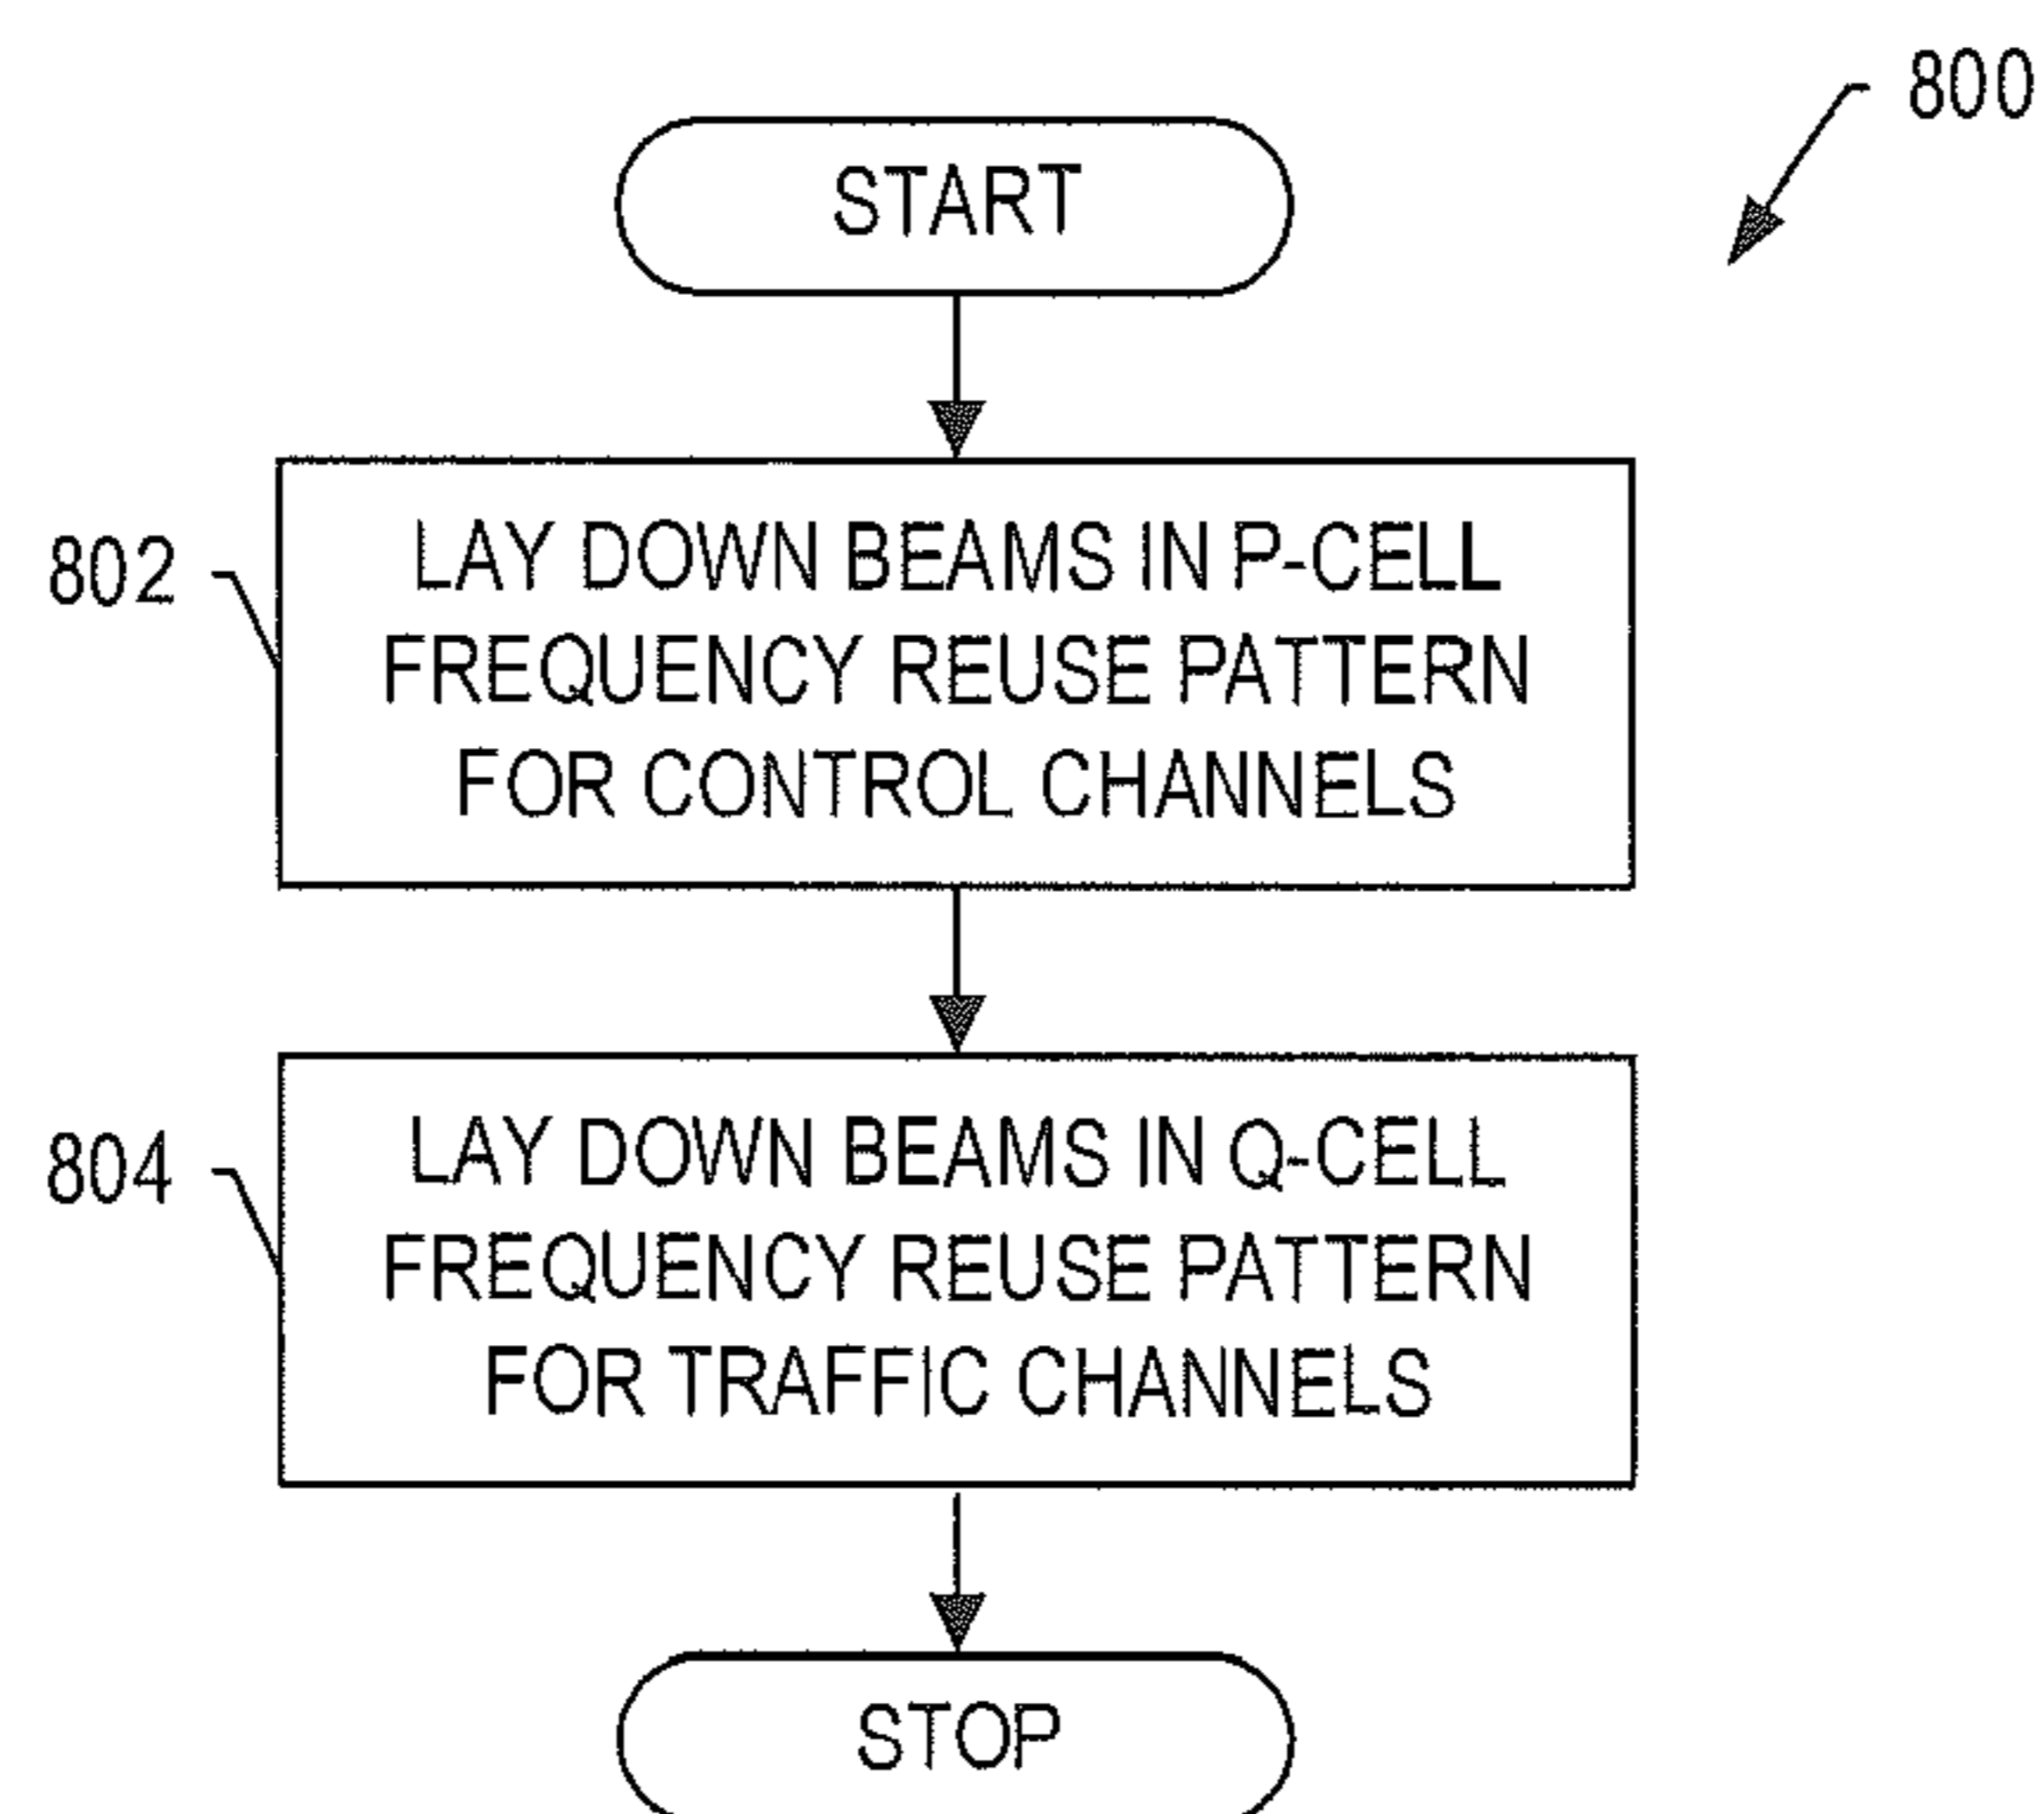 800
START
802
LAY DOWN BEAMS IN P-CELL
FREQUENCY REUSE PATTERN
FOR CONTROL CHANNELS
804
LAY DOWN BEAMS IN Q-CELL
FREQUENCY REUSE PATTERN
FOR TRAFFIC CHANNELS
STOP